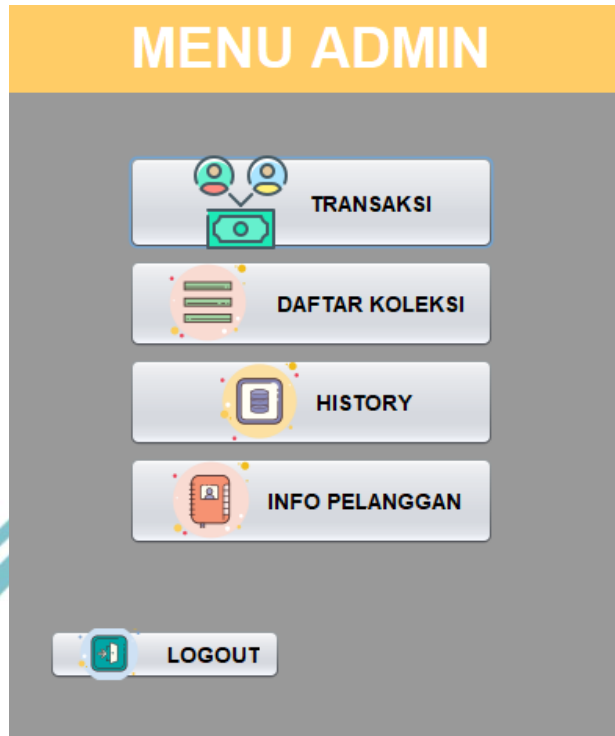 MENU ADMIN
TRANSAKSI
DAFTAR KOLEKSI
HISTORY
INFO PELANGGAN
LOGOUT